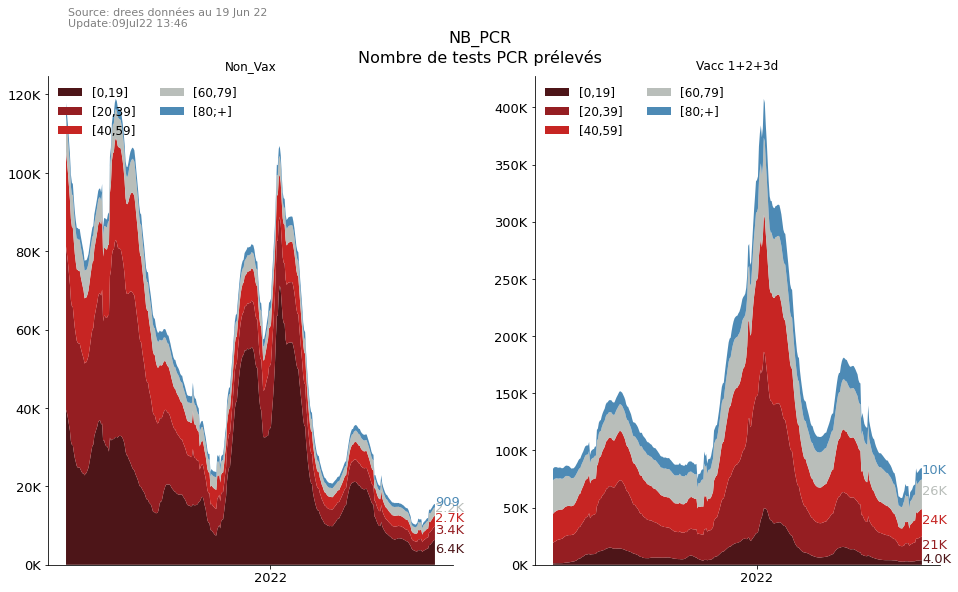 Source: drees données au 19 Jun 22
Update:09Jul22 13:46
NB_PCR
Nombre de tests PCR prélevés
Non_Vax
[0,19]
[20,39]
[40,59]
[60,79]
[80;+]
120K
100K
80K
60K
40K
20K
0K
2022
909
2.2K
2.7K
3.4K
6.4K
Vacc 1+2+3d
[0,19]
[20,39]
[40,59]
[60,79]
[80;+]
400K
350K
300K
250K
200K
150K
100K
50K
0K
2022
10K
26K
24K
21K
4.0K